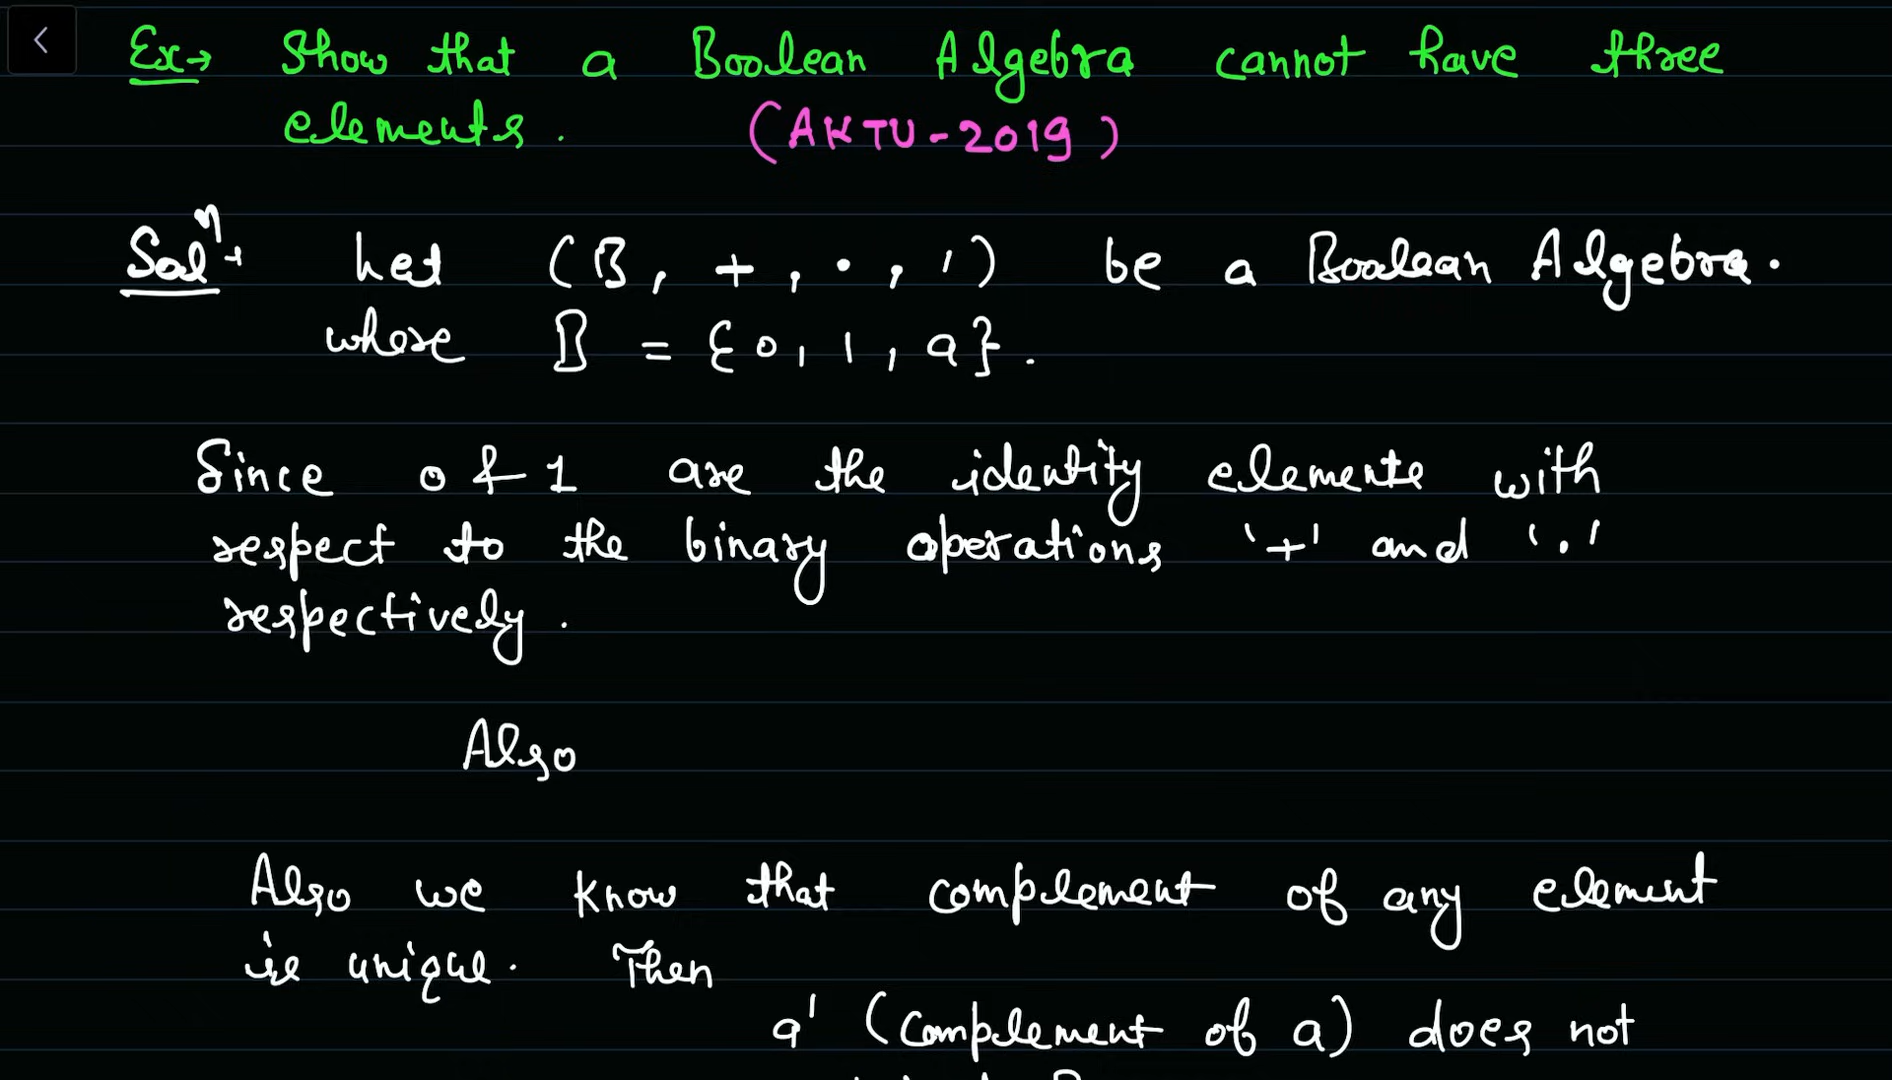 Ex→ Show that a Boolean Algebra cannot have three
elements. (AKTU-2019)
Solⁿ→ Let (B, +, ·, ') be a Boolean Algebra.
where B = {0, 1, a}.
Since 0 & 1 are the identity elements with
respect to the binary operations '+' and '·'
respectively.
Also
Also we know that complement of any element
is unique. Then
a' (complement of a) does not